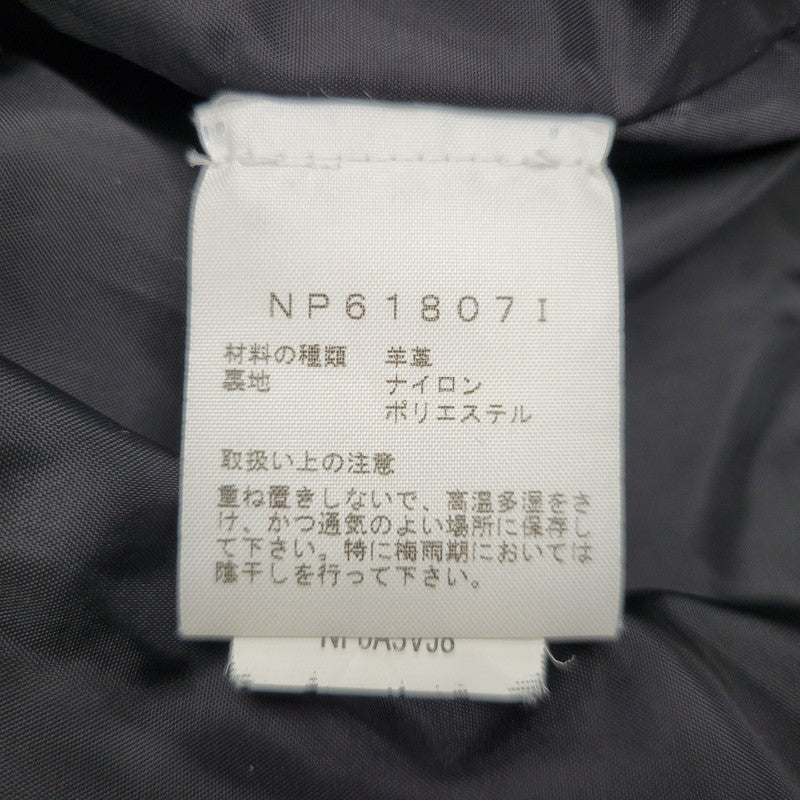 NP61807I
材料の種類 羊革
裏地 ナイロン
ポリエステル
取扱い上の注意
重ね置きしないで、高温多湿をさ
け、かつ通気のよい場所に保存し
て下さい。特に梅雨期においては
陰干しを行って下さい。